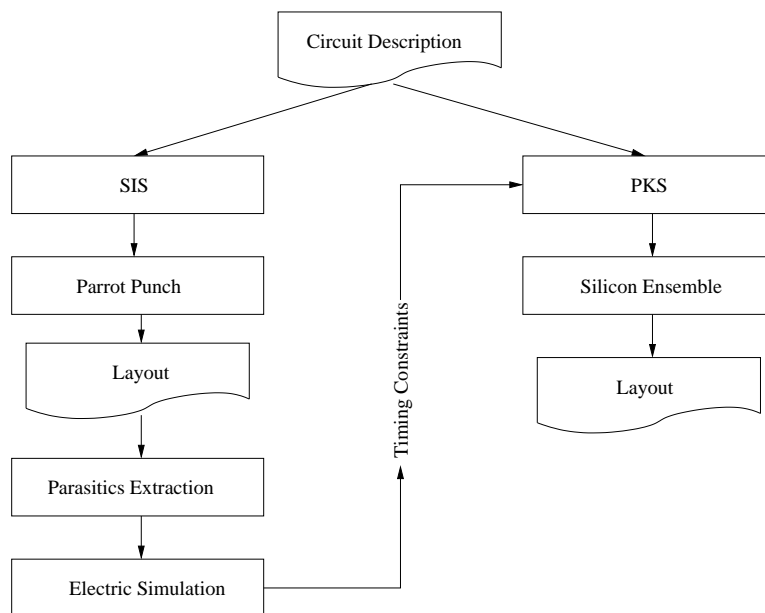 Circuit Description
SIS
PKS
Parrot Punch
Silicon Ensemble
Layout
Layout
Timing Constraints
Parasitics Extraction
Electric Simulation